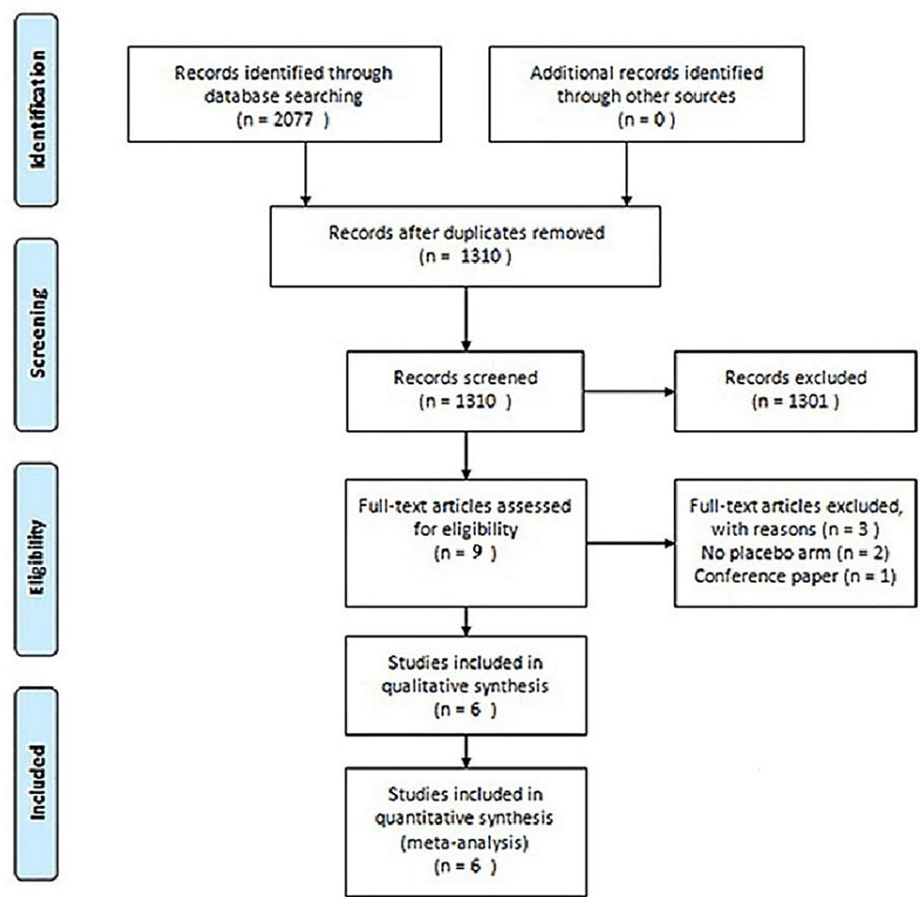 Identification
Records identified through
database searching
(n = 2077 )
Additional records identified
through other sources
(n = 0 )
Records after duplicates removed
(n = 1310 )
Screening
Records screened
(n = 1310 )
Records excluded
(n = 1301 )
Eligibility
Full-text articles assessed
for eligibility
(n = 9 )
Full-text articles excluded,
with reasons (n = 3 )
No placebo arm (n = 2)
Conference paper (n = 1)
Studies included in
qualitative synthesis
(n = 6 )
Included
Studies included in
quantitative synthesis
(meta-analysis)
(n = 6 )